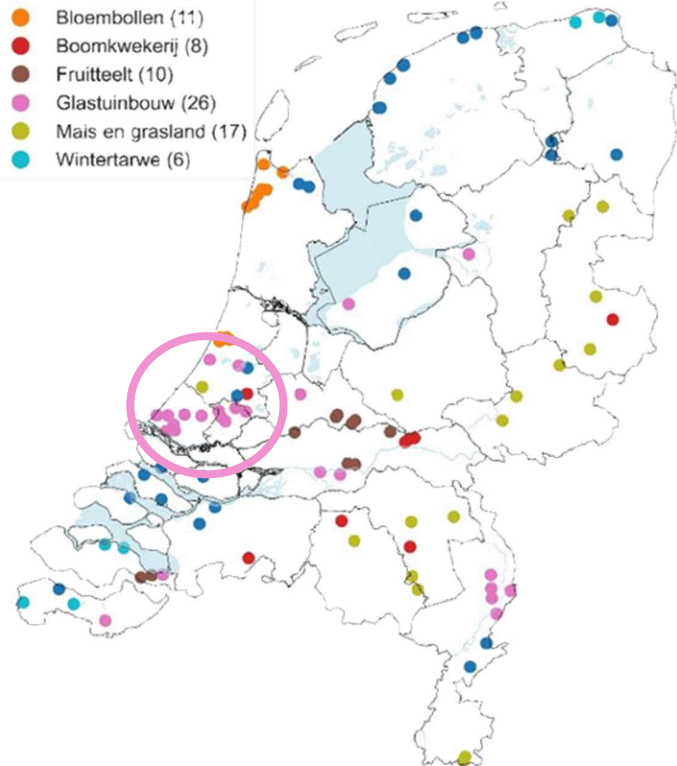 Bloembollen (11)
Boomkwekerij (8)
Fruitteelt (10)
Glastuinbouw (26)
Mais en grasland (17)
Wintertarwe (6)